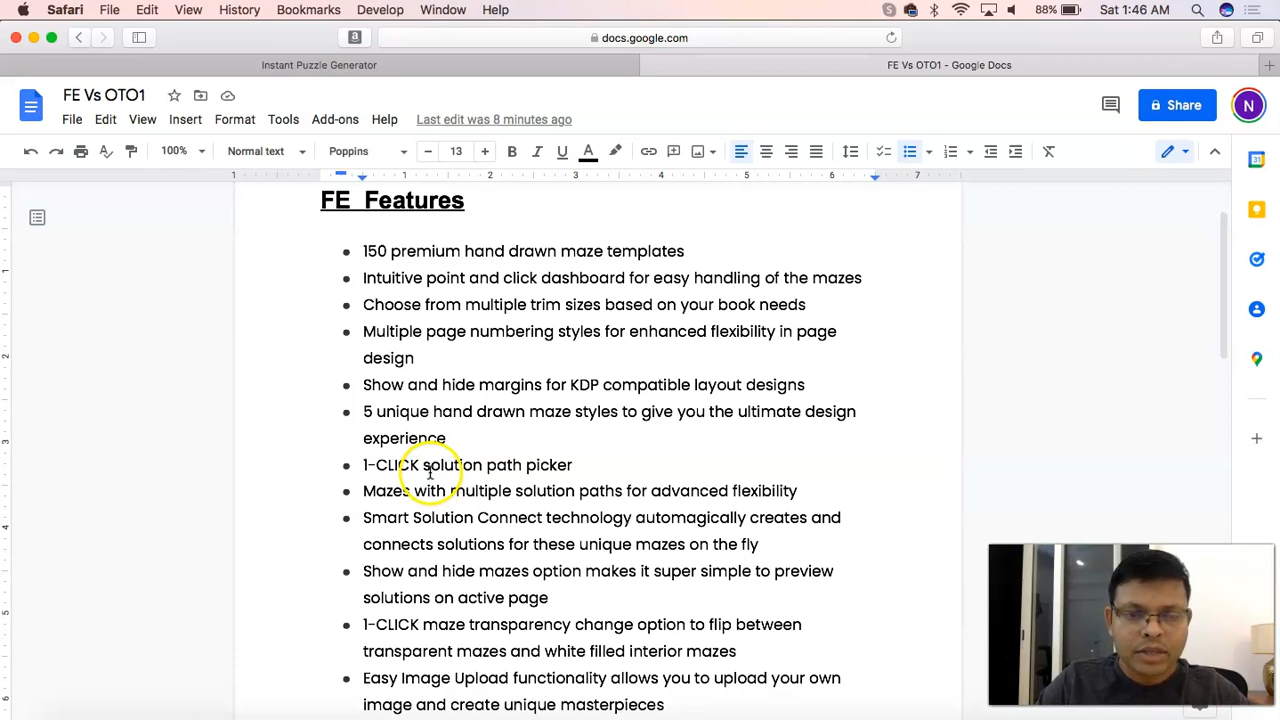 Safari File Edit View History Bookmarks Develop Window Help 88% Sat 1:46 AM
a docs.google.com
Instant Puzzle Generator FE Vs OTO1 - Google Docs
FE Vs OTO1
File Edit View Insert Format Tools Add-ons Help Last edit was 8 minutes ago Share N
100% Normal text Poppins 13 B I U A
1 1 2 3 4 5 6 7
FE Features
150 premium hand drawn maze templates
Intuitive point and click dashboard for easy handling of the mazes
Choose from multiple trim sizes based on your book needs
Multiple page numbering styles for enhanced flexibility in page
design
Show and hide margins for KDP compatible layout designs
5 unique hand drawn maze styles to give you the ultimate design
experience
1-CLICK solution path picker
Mazes with multiple solution paths for advanced flexibility
Smart Solution Connect technology automagically creates and
connects solutions for these unique mazes on the fly
Show and hide mazes option makes it super simple to preview
solutions on active page
1-CLICK maze transparency change option to flip between
transparent mazes and white filled interior mazes
Easy Image Upload functionality allows you to upload your own
image and create unique masterpieces